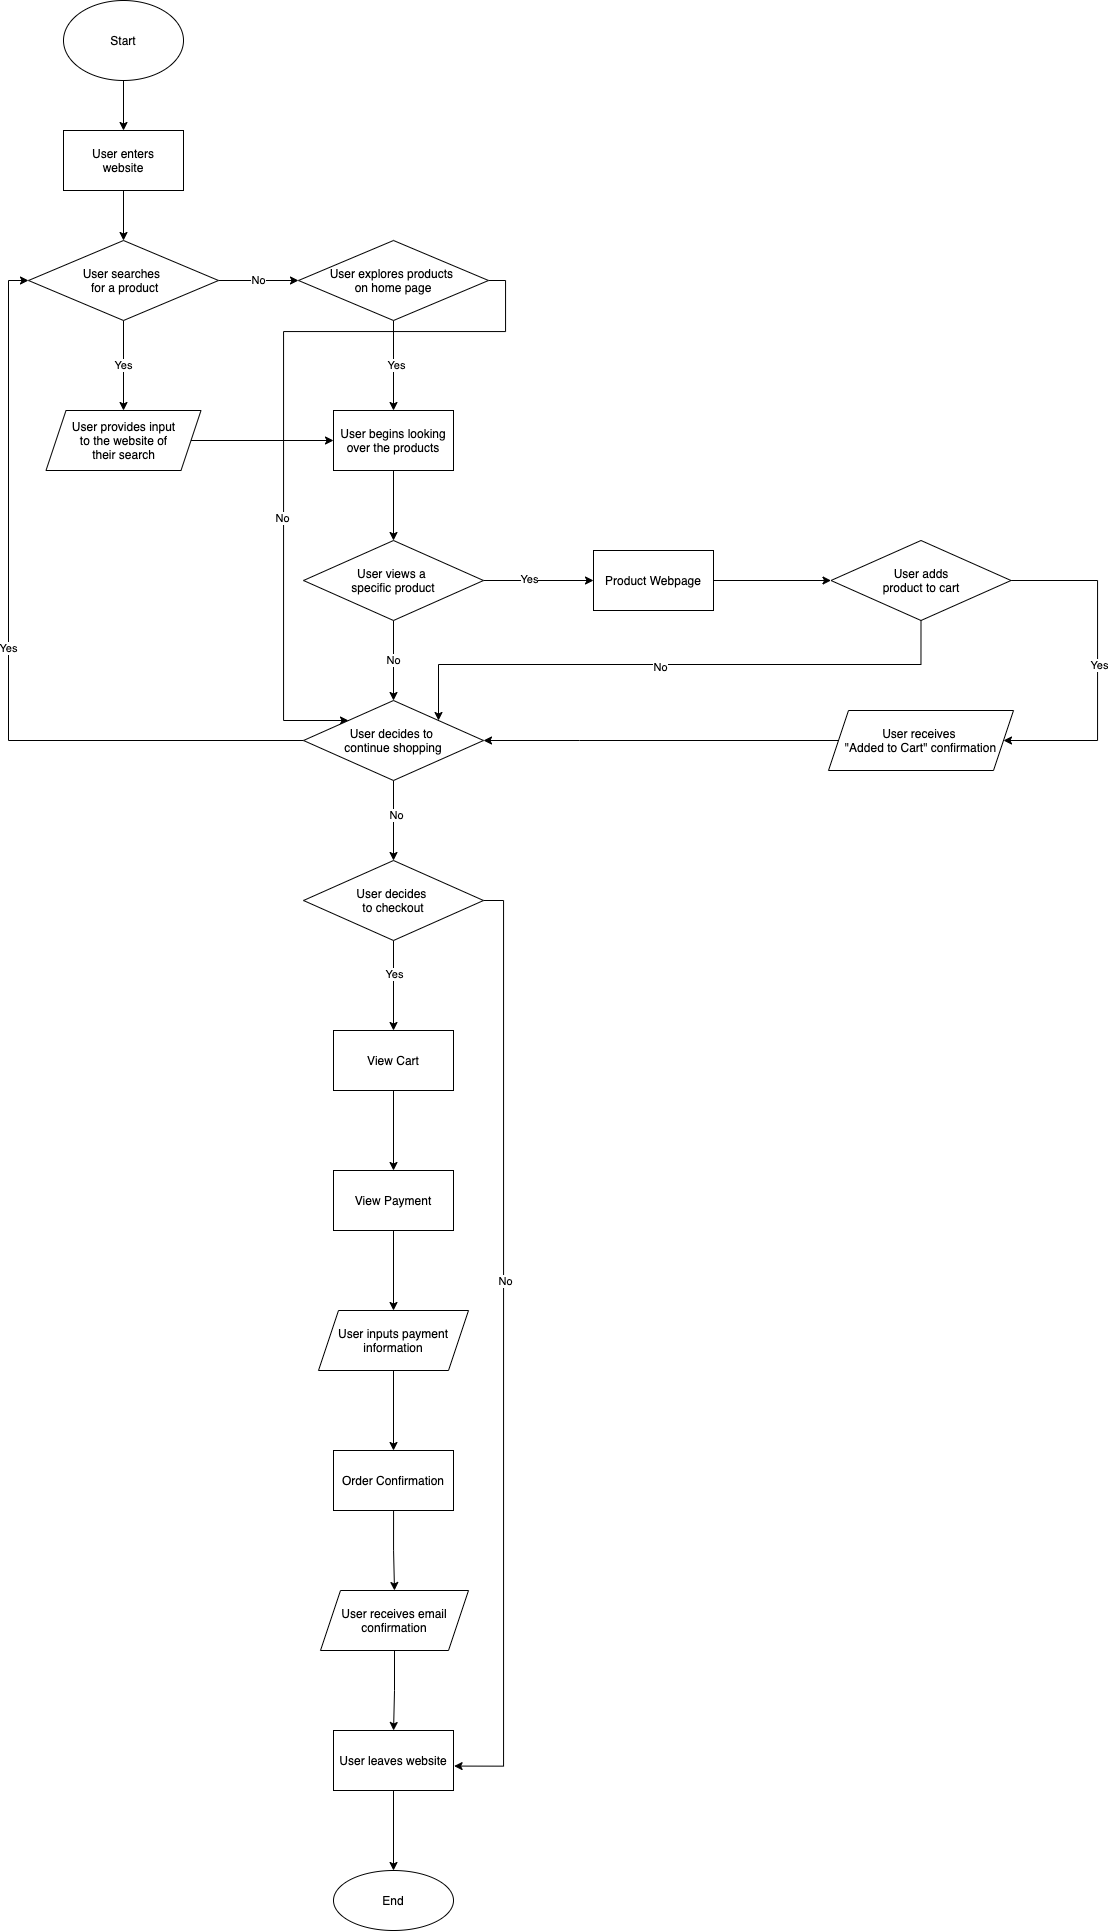 Start
User enters
website
User searches
for a product
No
User explores products
on home page
Yes
Yes
User provides input
to the website of
their search
User begins looking
over the products
No
User views a
specific product
Yes
Product Webpage
User adds
product to cart
Yes
No
No
Yes
User decides to
continue shopping
User receives
"Added to Cart" confirmation
No
User decides
to checkout
Yes
View Cart
View Payment
No
User inputs payment
information
Order Confirmation
User receives email
confirmation
User leaves website
End